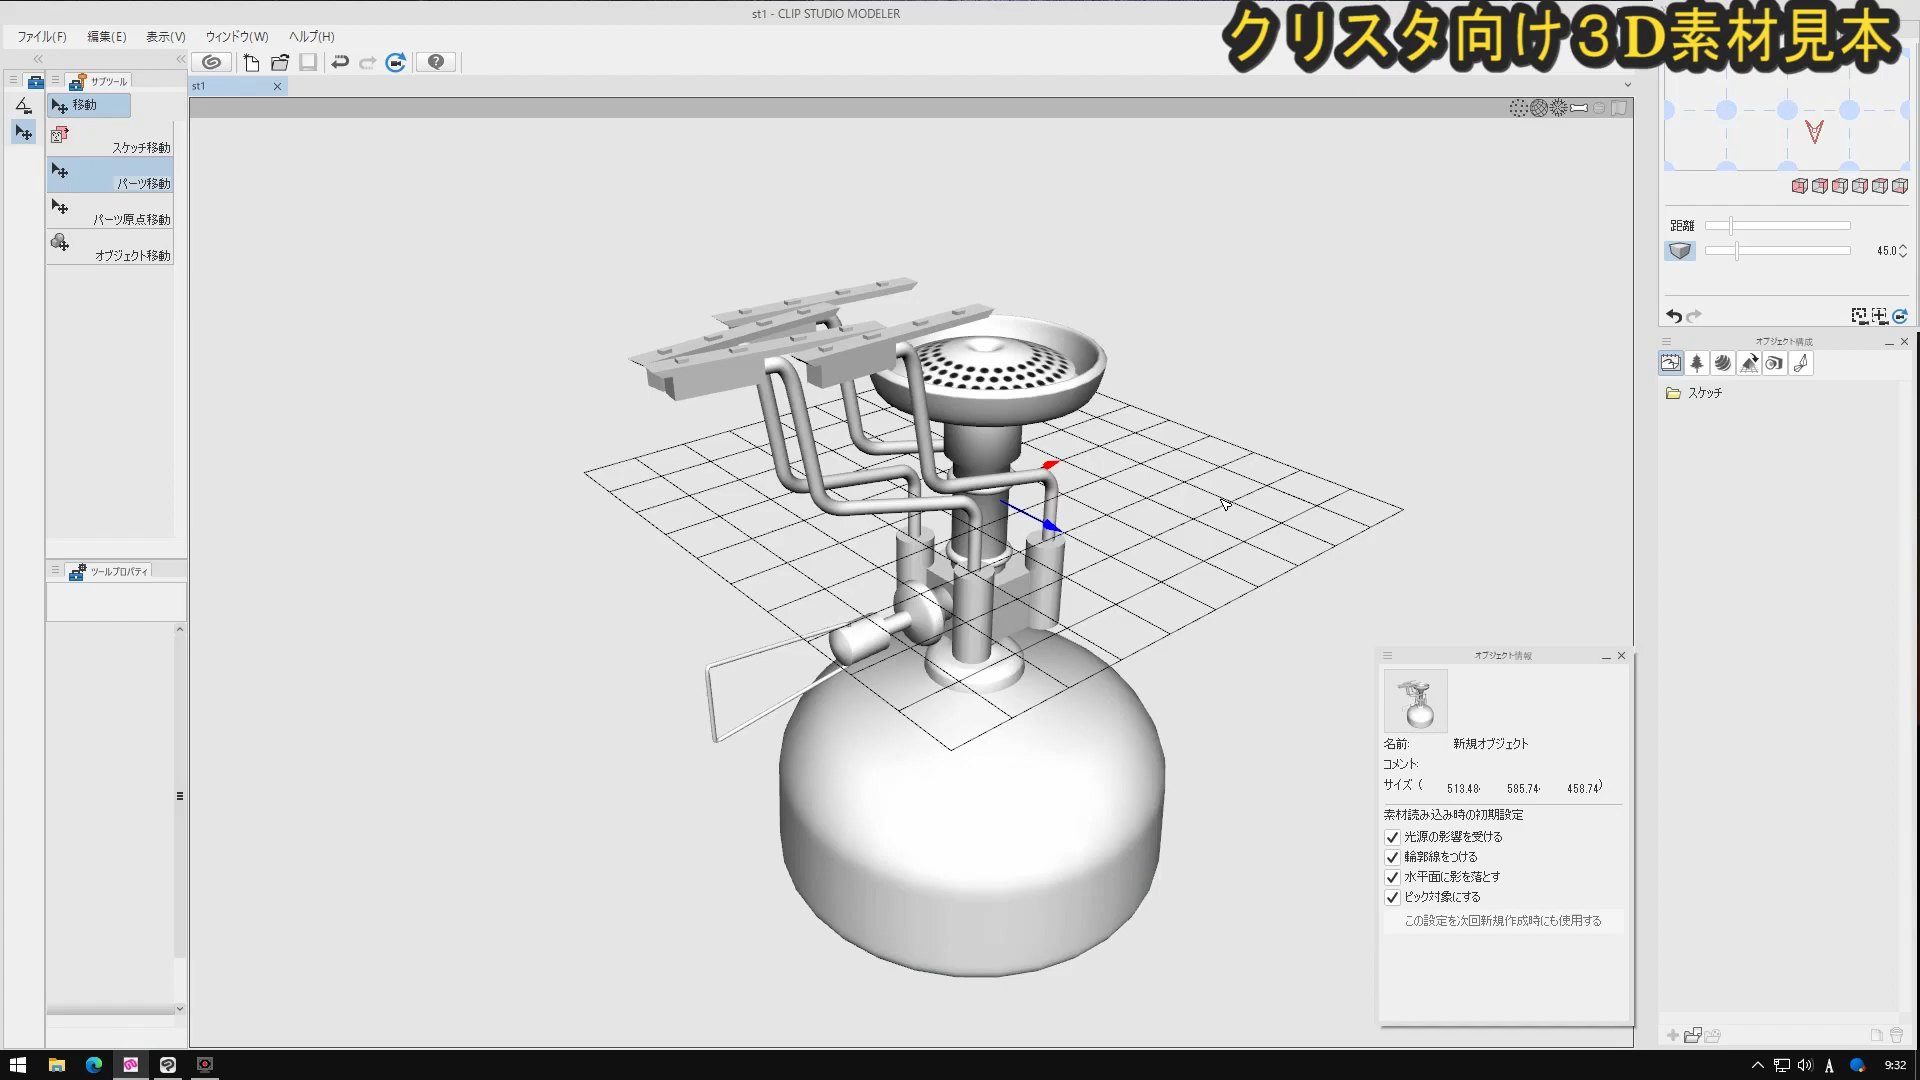 st1 - CLIP STUDIO MODELER
クリスタ向け３D素材見本
ファイル(F) 編集(E) 表示(V) ウィンドウ(W) ヘルプ(H)
サブツール
st1
移動
スケッチ移動
パーツ移動
パーツ原点移動
オブジェクト移動
ツールプロパティ
距離
45.0
オブジェクト構成
スケッチ
オブジェクト情報
名前: 新規オブジェクト
コメント:
サイズ ( 513.48· 585.74· 458.74)
素材読み込み時の初期設定
光源の影響を受ける
輪郭線をつける
水平面に影を落とす
ピック対象にする
この設定を次回新規作成時にも使用する
A
9:32